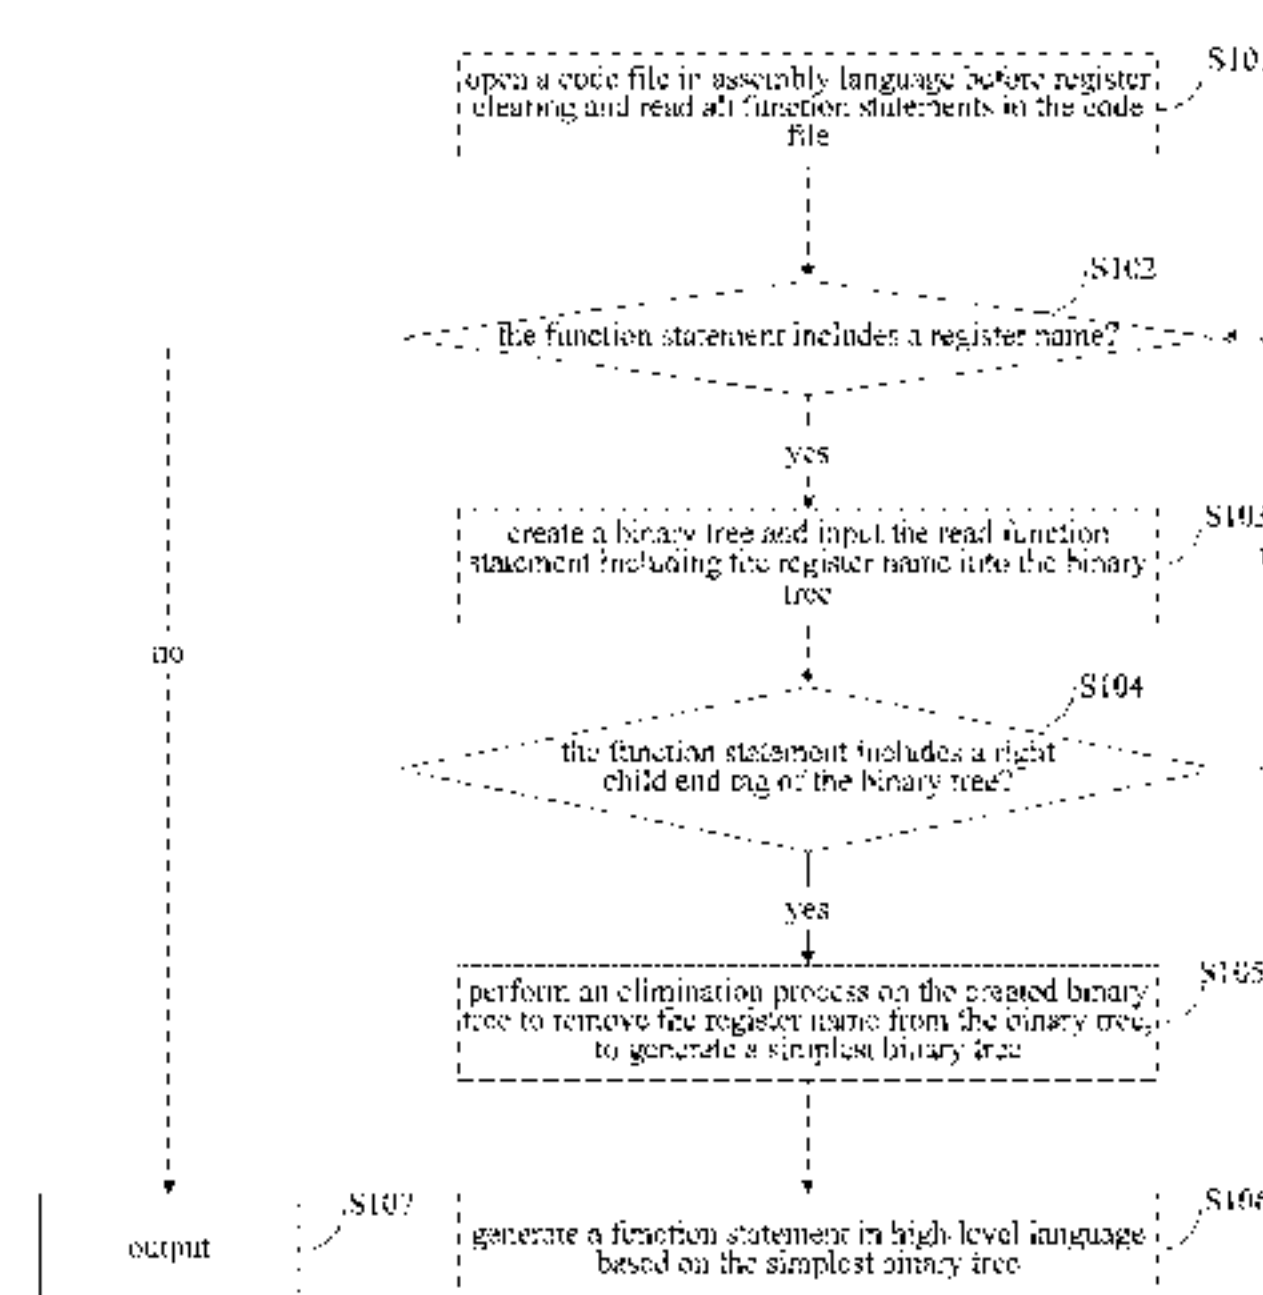 S10
open a code file in assembly language before register
clearing and read all function statements in the code
file
S102
the function statement includes a register name?
yes
S103
create a binary tree and input the read function
statement including the register name into the binary
tree
no
S104
the function statement includes a right
child end tag of the binary tree?
yes
S105
perform an elimination process on the created binary
tree to remove the register name from the binary tree,
to generate a simplest binary tree
S107
output
S106
generate a function statement in high level language
based on the simplest binary tree